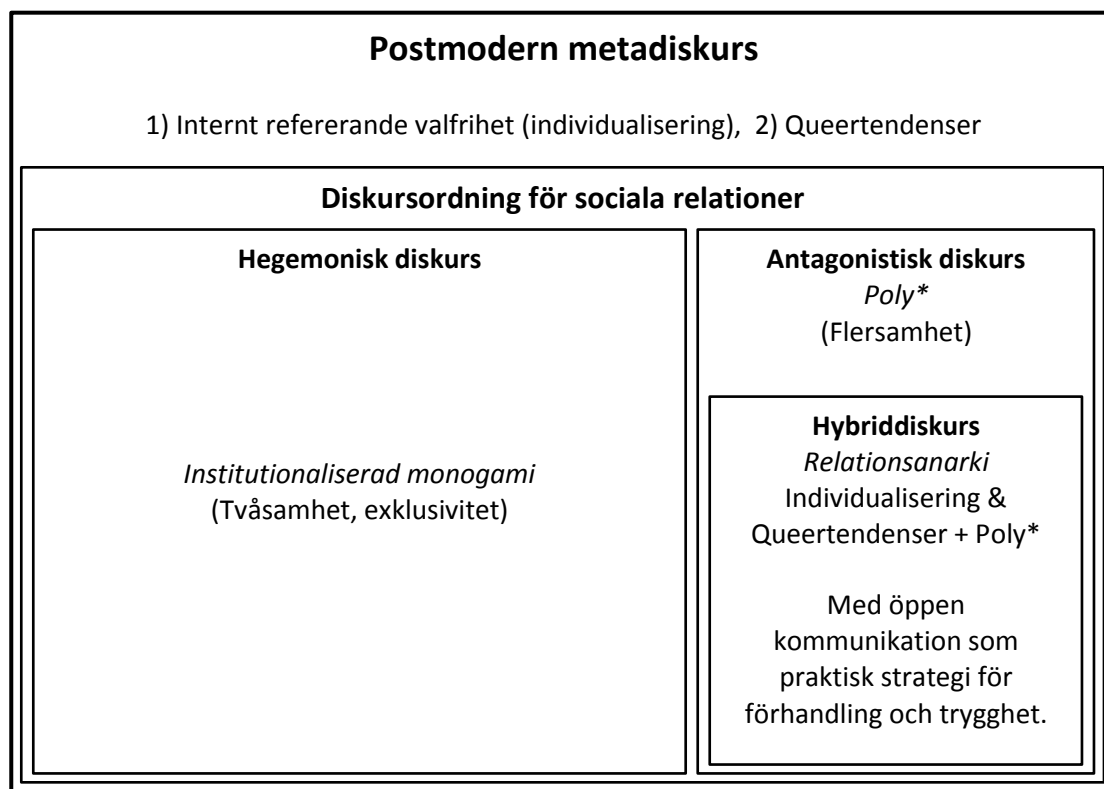 Postmodern metadiskurs
1) Internt refererande valfrihet (individualisering), 2) Queertendenser
Diskursordning för sociala relationer
Hegemonisk diskurs
Institutionaliserad monogami
(Tvåsamhet, exklusivitet)
Antagonistisk diskurs
Poly*
(Flersamhet)
Hybriddiskurs
Relationsanarki
Individualisering &
Queertendenser + Poly*
Med öppen
kommunikation som
praktisk strategi för
förhandling och trygghet.